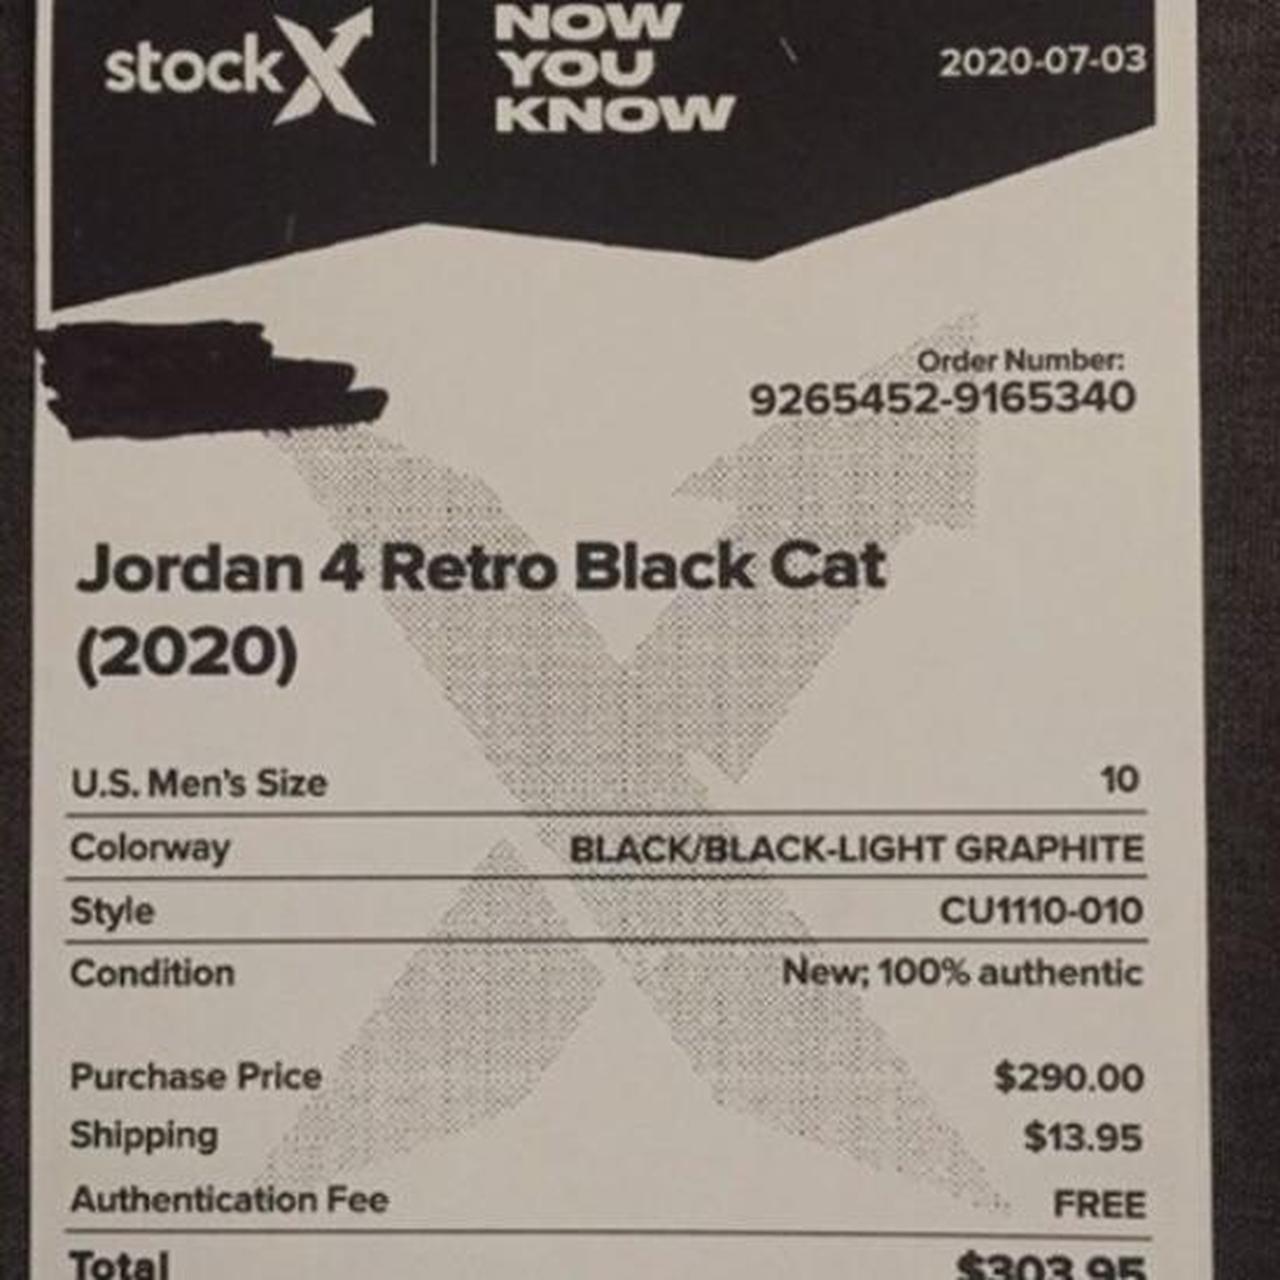 stockX
NOW
YOU
KNOW
2020-07-03
Order Number:
9265452-9165340
Jordan 4 Retro Black Cat
(2020)
U.S. Men's Size 10
Colorway BLACK/BLACK-LIGHT GRAPHITE
Style CU1110-010
Condition New; 100% authentic
Purchase Price $290.00
Shipping $13.95
Authentication Fee FREE
Total $303.95